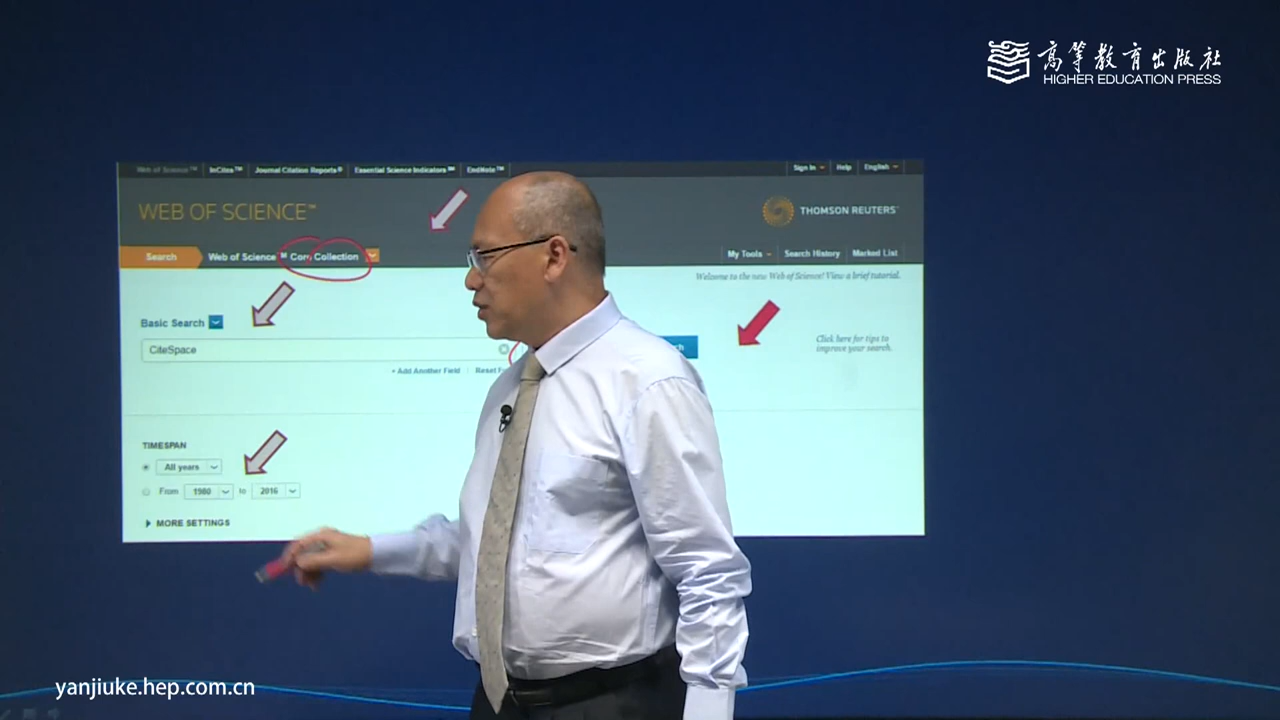 高等教育出版社
HIGHER EDUCATION PRESS
Web of Science™ InCites™ Journal Citation Reports® Essential Science Indicators℠ EndNote™ Sign In Help English
WEB OF SCIENCE™
THOMSON REUTERS™
Search Web of Science™ Core Collection My Tools Search History Marked List
Welcome to the new Web of Science! View a brief tutorial.
Basic Search
CiteSpace
Click here for tips to
improve your search.
+ Add Another Field | Reset
TIMESPAN
All years
From 1980 to 2016
MORE SETTINGS
yanjiuke.hep.com.cn